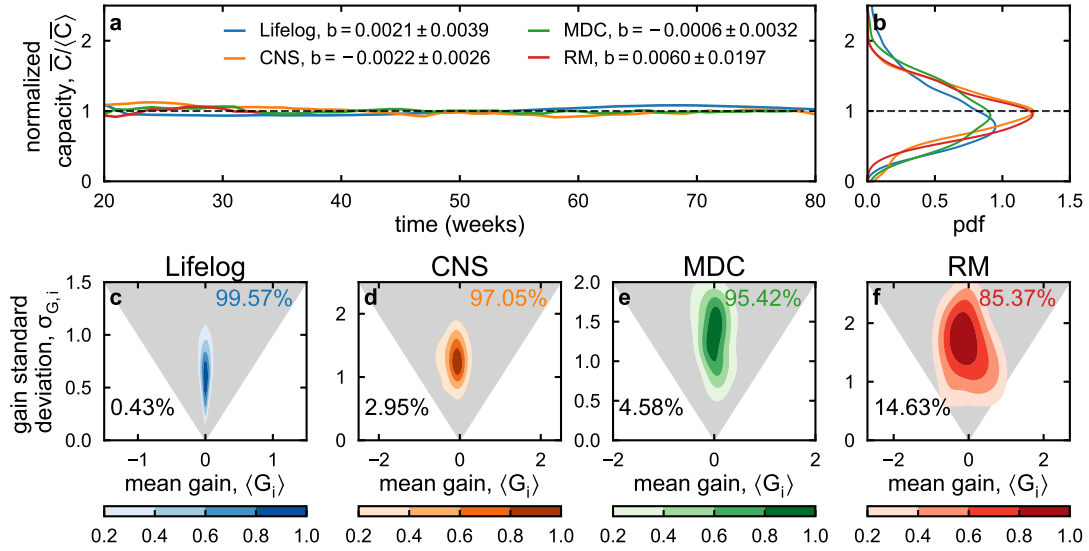 a
Lifelog, b = 0.0021 ± 0.0039
MDC, b = −0.0006 ± 0.0032
CNS, b = −0.0022 ± 0.0026
RM, b = 0.0060 ± 0.0197
normalized
capacity, C̅/⟨C̅⟩
2
1
0
20 30 40 50 60 70 80
time (weeks)
b
2
1
0
0.0 0.5 1.0 1.5
pdf
Lifelog
c
99.57%
0.43%
gain standard
deviation, σG,i
1.5
1.0
0.5
0.0
−1 0 1
mean gain, ⟨Gi⟩
0.2 0.4 0.6 0.8 1.0
CNS
d
97.05%
2.95%
2
1
0
−2 0 2
mean gain, ⟨Gi⟩
0.2 0.4 0.6 0.8 1.0
MDC
e
95.42%
4.58%
2.0
1.5
1.0
0.5
0.0
−2 0 2
mean gain, ⟨Gi⟩
0.2 0.4 0.6 0.8 1.0
RM
f
85.37%
14.63%
2
1
0
−2 0 2
mean gain, ⟨Gi⟩
0.2 0.4 0.6 0.8 1.0